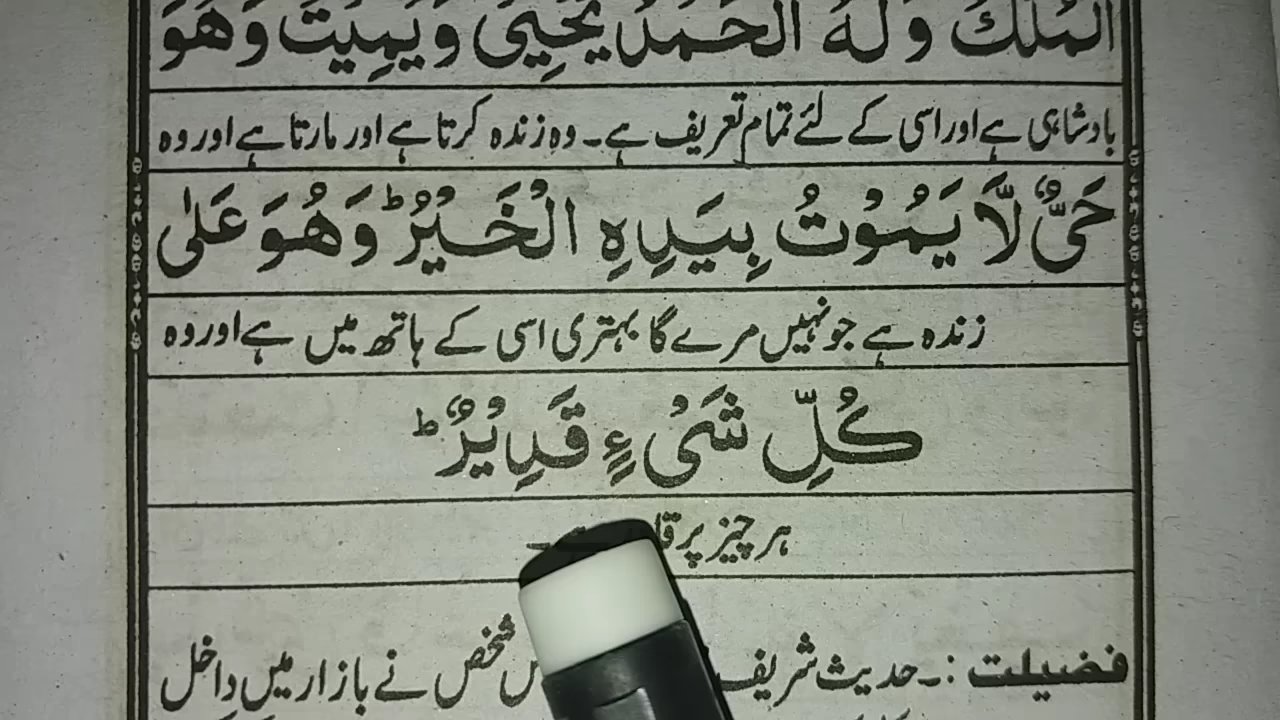 الْمُلْكُ وَلَهُ الْحَمْدُ يُحْيِىْ وَيُمِيْتُ وَهُوَ
بادشاہی ہے اور اسی کے لئے تمام تعریف ہے۔ وہ زندہ کرتا ہے اور مارتا ہے اور وہ
حَىٌّ لَّا يَمُوْتُ بِيَدِهِ الْخَيْرُ ط وَهُوَ عَلٰى
زندہ ہے جو نہیں مرے گا بہتری اسی کے ہاتھ میں ہے اور وہ
كُلِّ شَىْءٍ قَدِيْرٌ ط
ہر چیز پر
فضیلت :۔ حدیث شریف شخص نے بازار میں داخل